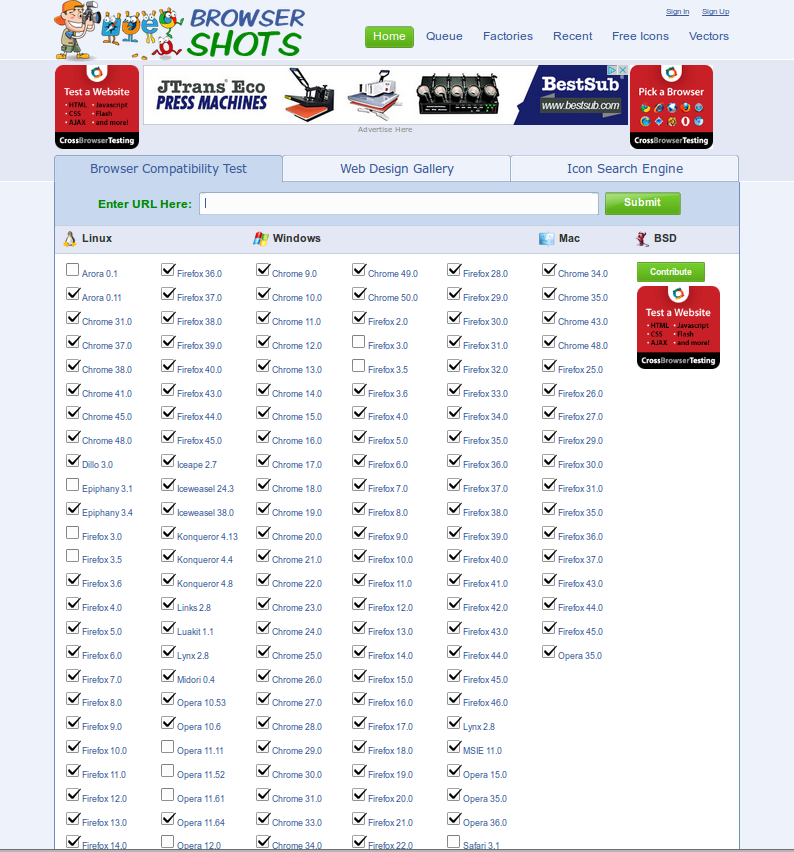 BROWSER
SHOTS
Sign In Sign Up
Home Queue Factories Recent Free Icons Vectors
Test a Website
• HTML • Javascript
• CSS • Flash
• AJAX • and more!
CrossBrowserTesting
JTrans® Eco
PRESS MACHINES
BestSub®
www.bestsub.com
Pick a Browser
CrossBrowserTesting
Advertise Here
Browser Compatibility Test Web Design Gallery Icon Search Engine
Enter URL Here: Submit
Linux Windows Mac BSD
Arora 0.1 Firefox 36.0 Chrome 9.0 Chrome 49.0 Firefox 28.0 Chrome 34.0 Contribute
Arora 0.11 Firefox 37.0 Chrome 10.0 Chrome 50.0 Firefox 29.0 Chrome 35.0
Chrome 31.0 Firefox 38.0 Chrome 11.0 Firefox 2.0 Firefox 30.0 Chrome 43.0 Test a Website
Chrome 37.0 Firefox 39.0 Chrome 12.0 Firefox 3.0 Firefox 31.0 Chrome 48.0 • HTML • Javascript
• CSS • Flash
• AJAX • and more!
Chrome 38.0 Firefox 40.0 Chrome 13.0 Firefox 3.5 Firefox 32.0 Firefox 25.0 CrossBrowserTesting
Chrome 41.0 Firefox 43.0 Chrome 14.0 Firefox 3.6 Firefox 33.0 Firefox 26.0
Chrome 45.0 Firefox 44.0 Chrome 15.0 Firefox 4.0 Firefox 34.0 Firefox 27.0
Chrome 48.0 Firefox 45.0 Chrome 16.0 Firefox 5.0 Firefox 35.0 Firefox 29.0
Dillo 3.0 Iceape 2.7 Chrome 17.0 Firefox 6.0 Firefox 36.0 Firefox 30.0
Epiphany 3.1 Iceweasel 24.3 Chrome 18.0 Firefox 7.0 Firefox 37.0 Firefox 31.0
Epiphany 3.4 Iceweasel 38.0 Chrome 19.0 Firefox 8.0 Firefox 38.0 Firefox 35.0
Firefox 3.0 Konqueror 4.13 Chrome 20.0 Firefox 9.0 Firefox 39.0 Firefox 36.0
Firefox 3.5 Konqueror 4.4 Chrome 21.0 Firefox 10.0 Firefox 40.0 Firefox 37.0
Firefox 3.6 Konqueror 4.8 Chrome 22.0 Firefox 11.0 Firefox 41.0 Firefox 43.0
Firefox 4.0 Links 2.8 Chrome 23.0 Firefox 12.0 Firefox 42.0 Firefox 44.0
Firefox 5.0 Luakit 1.1 Chrome 24.0 Firefox 13.0 Firefox 43.0 Firefox 45.0
Firefox 6.0 Lynx 2.8 Chrome 25.0 Firefox 14.0 Firefox 44.0 Opera 35.0
Firefox 7.0 Midori 0.4 Chrome 26.0 Firefox 15.0 Firefox 45.0
Firefox 8.0 Opera 10.53 Chrome 27.0 Firefox 16.0 Firefox 46.0
Firefox 9.0 Opera 10.6 Chrome 28.0 Firefox 17.0 Lynx 2.8
Firefox 10.0 Opera 11.11 Chrome 29.0 Firefox 18.0 MSIE 11.0
Firefox 11.0 Opera 11.52 Chrome 30.0 Firefox 19.0 Opera 15.0
Firefox 12.0 Opera 11.61 Chrome 31.0 Firefox 20.0 Opera 35.0
Firefox 13.0 Opera 11.64 Chrome 33.0 Firefox 21.0 Opera 36.0
Firefox 14.0 Opera 12.0 Chrome 34.0 Firefox 22.0 Safari 3.1